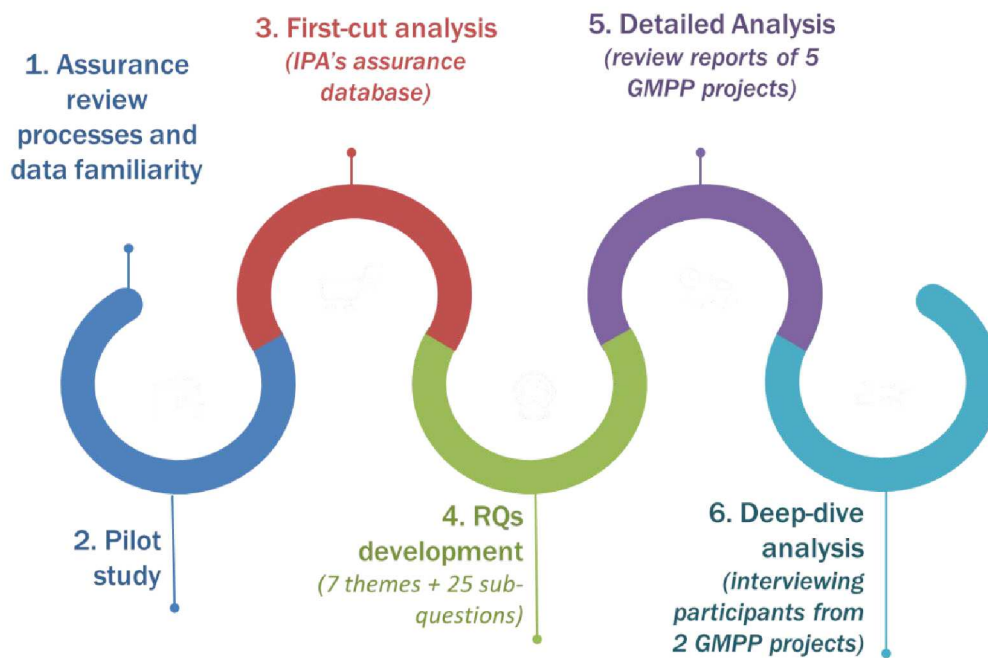 1. Assurance
review
processes and
data familiarity
2. Pilot
study
3. First-cut analysis
(IPA's assurance
database)
4. RQs
development
(7 themes + 25 sub-
questions)
5. Detailed Analysis
(review reports of 5
GMPP projects)
6. Deep-dive
analysis
(interviewing
participants from
2 GMPP projects)